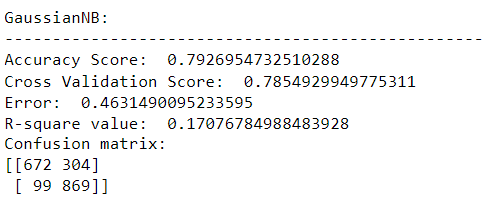 GaussianNB:
--------------------------------------------------
Accuracy Score:  0.7926954732510288
Cross Validation Score:  0.7854929949775311
Error:  0.4631490095233595
R-square value:  0.17076784988483928
Confusion matrix:
[[672 304]
 [ 99 869]]